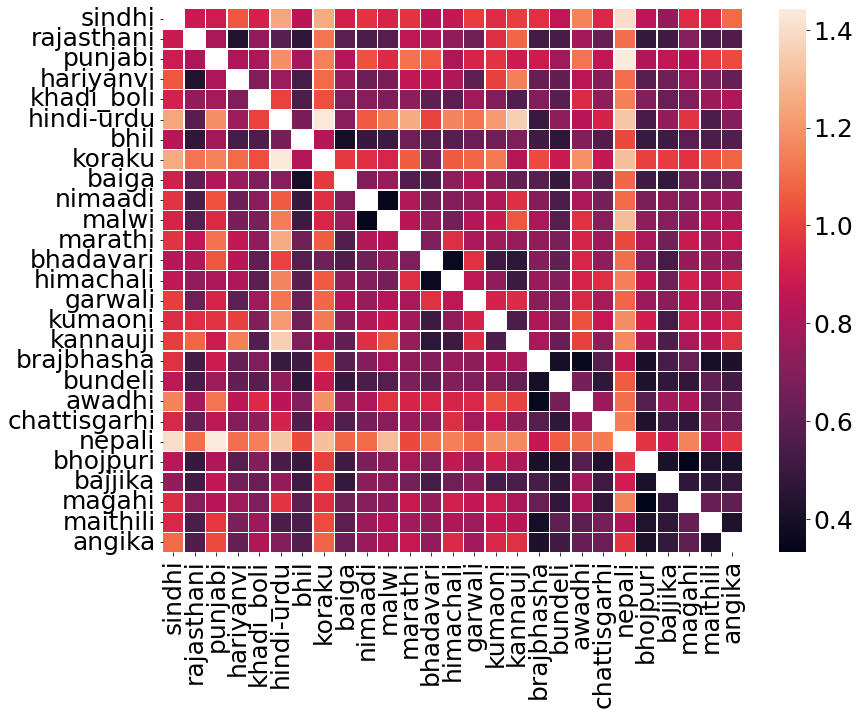 sindhi
rajasthani
punjabi
hariyanvi
khadi_boli
hindi-urdu
bhil
koraku
baiga
nimaadi
malwi
marathi
bhadavari
himachali
garwali
kumaoni
kannauji
brajbhasha
bundeli
awadhi
chattisgarhi
nepali
bhojpuri
bajjika
magahi
maithili
angika
sindhi
rajasthani
punjabi
hariyanvi
khadi_boli
hindi-urdu
bhil
koraku
baiga
nimaadi
malwi
marathi
bhadavari
himachali
garwali
kumaoni
kannauji
brajbhasha
bundeli
awadhi
chattisgarhi
nepali
bhojpuri
bajjika
magahi
maithili
angika
1.4
1.2
1.0
0.8
0.6
0.4